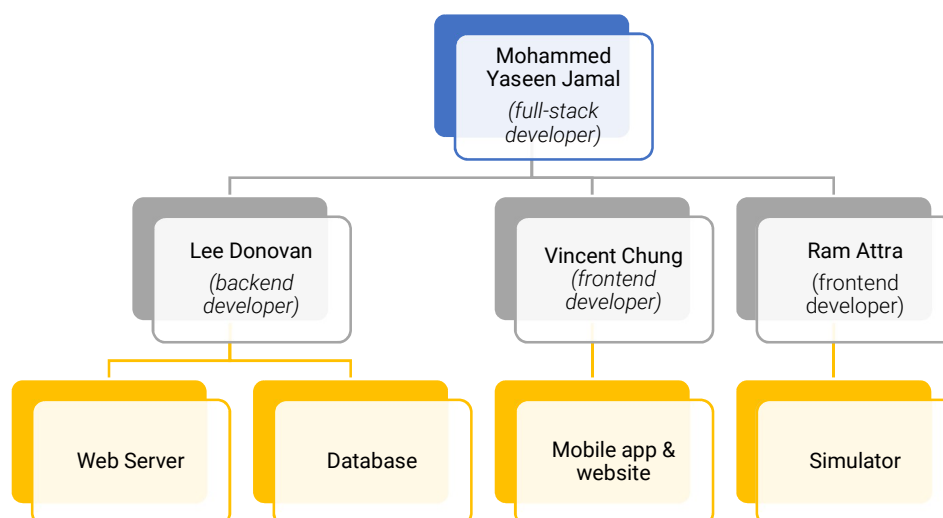 Mohammed
Yaseen Jamal
(full-stack
developer)
Lee Donovan
(backend
developer)
Vincent Chung
(frontend
developer)
Ram Attra
(frontend
developer)
Web Server
Database
Mobile app &
website
Simulator